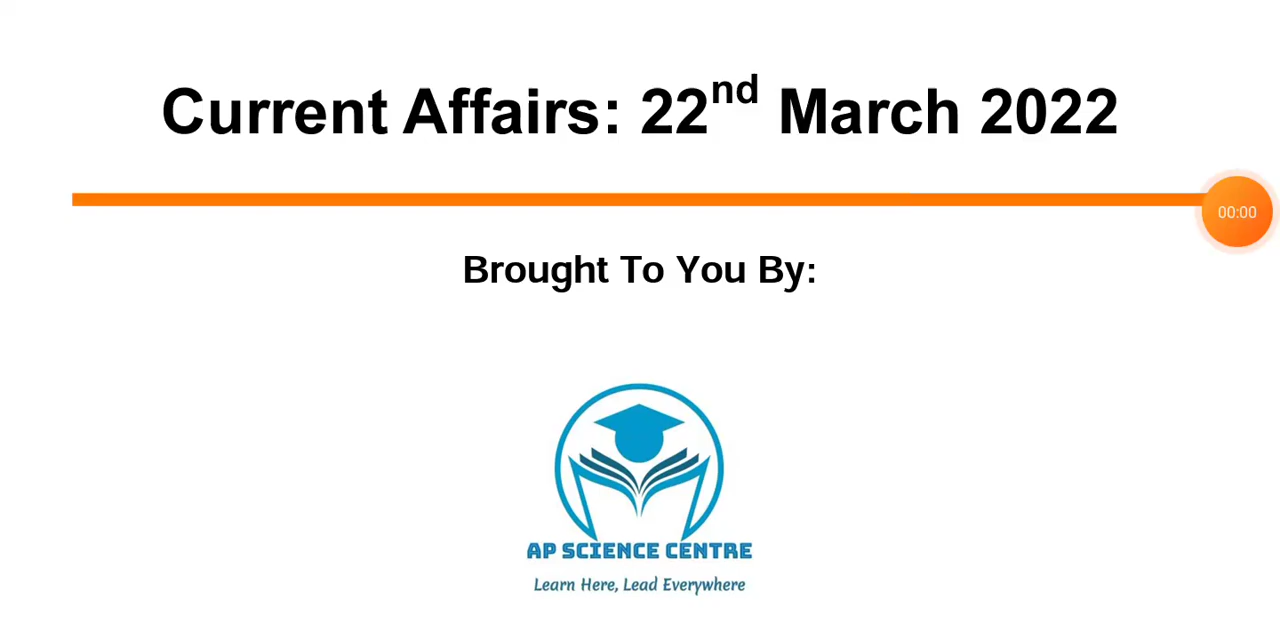 Current Affairs: 22nd March 2022
00:00
Brought To You By:
AP SCIENCE CENTRE
Learn Here, Lead Everywhere